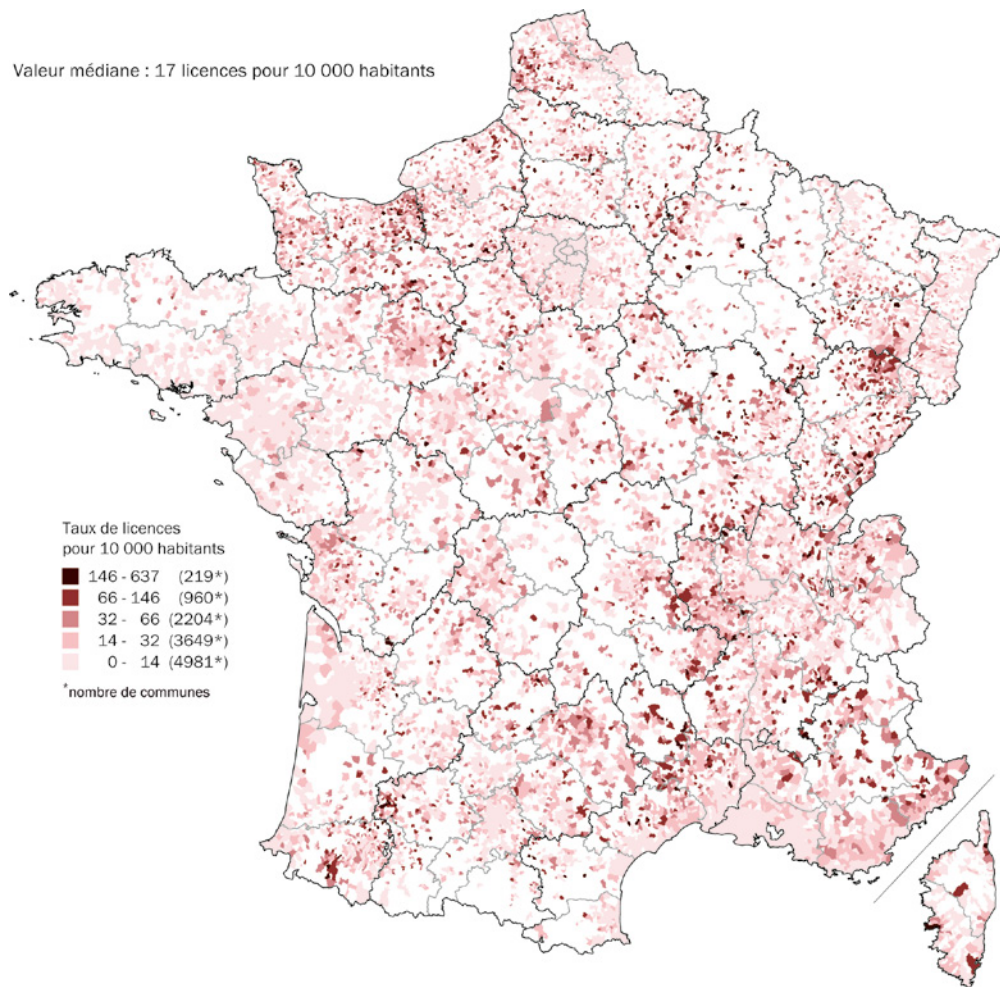 Valeur médiane : 17 licences pour 10 000 habitants
Taux de licences
pour 10 000 habitants
146 - 637 (219*)
66 - 146 (960*)
32 - 66 (2204*)
14 - 32 (3649*)
0 - 14 (4981*)
*nombre de communes